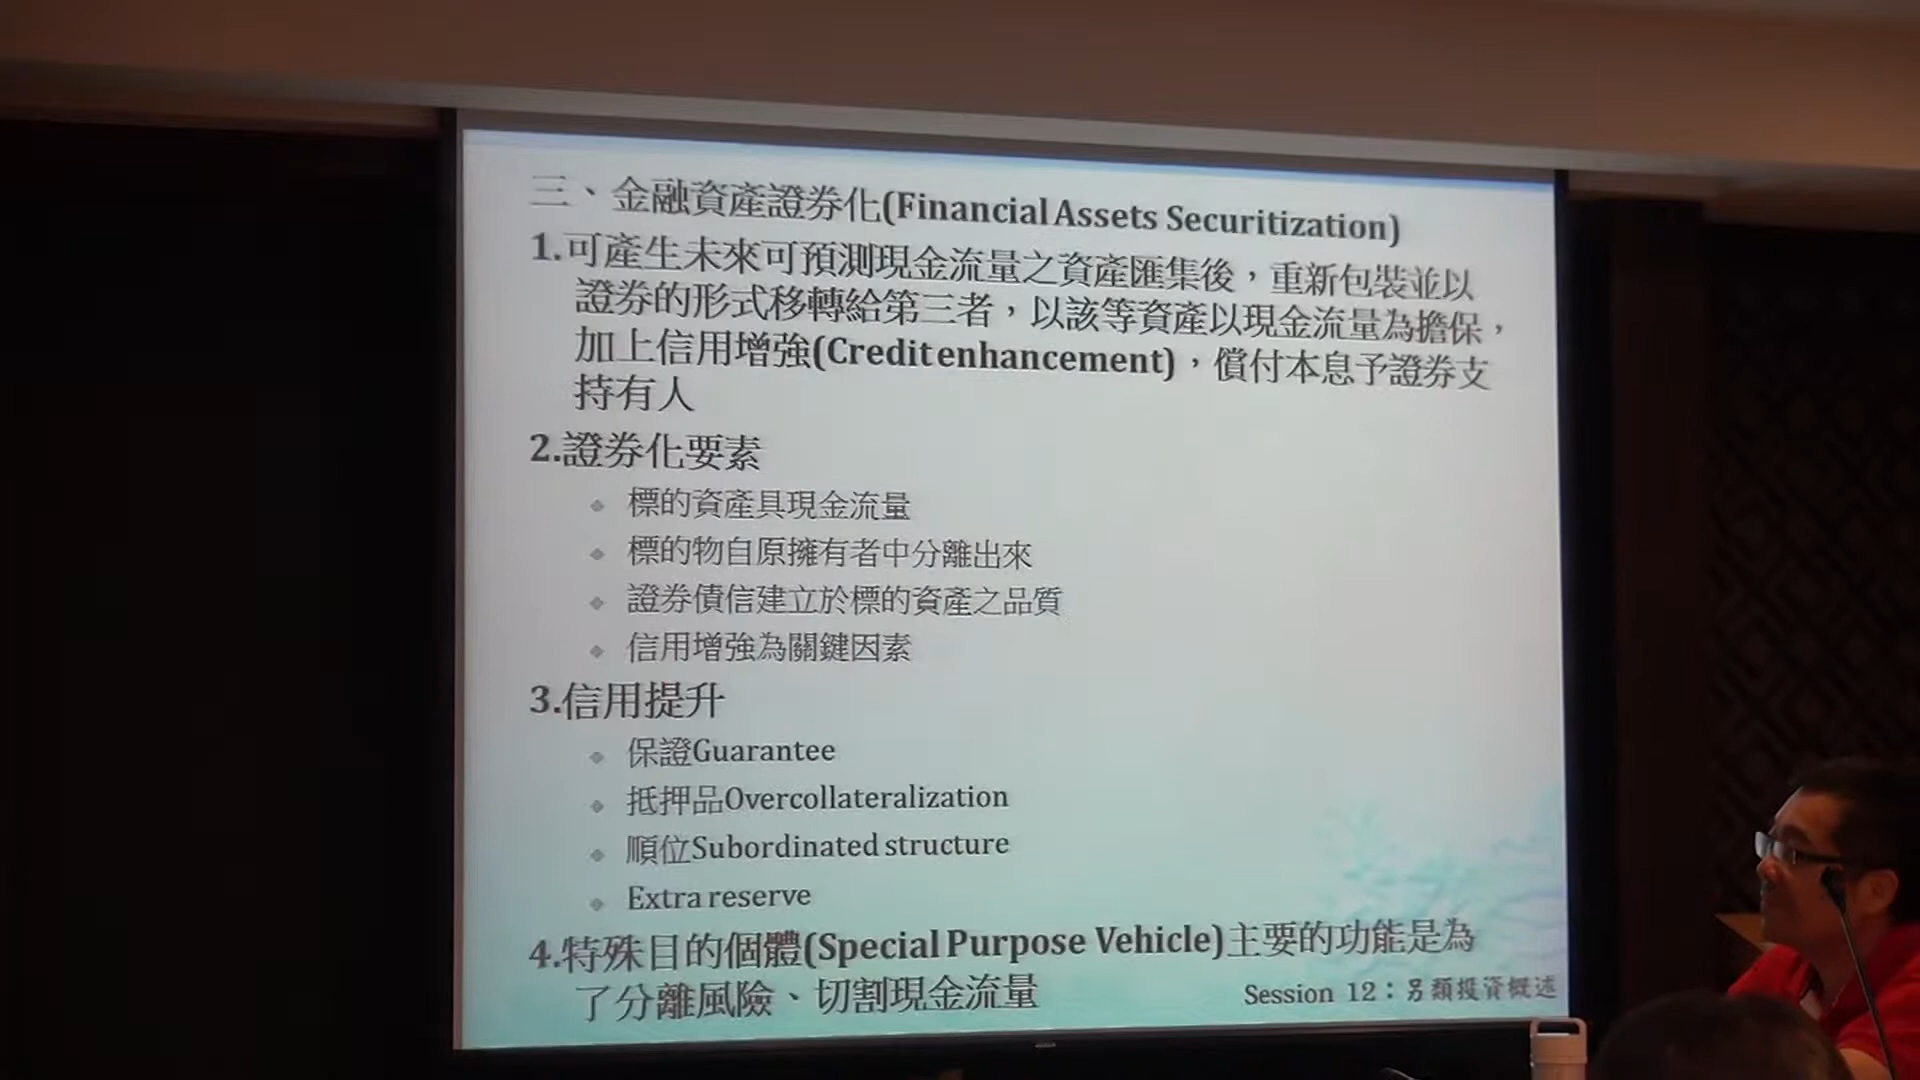 三、金融資產證券化(Financial Assets Securitization)
1.可產生未來可預測現金流量之資產匯集後，重新包裝並以
證券的形式移轉給第三者，以該等資產以現金流量為擔保，
加上信用增強(Credit enhancement)，償付本息予證券支
持有人
2.證券化要素
標的資產具現金流量
標的物自原擁有者中分離出來
證券債信建立於標的資產之品質
信用增強為關鍵因素
3.信用提升
保證Guarantee
抵押品Overcollateralization
順位Subordinated structure
Extra reserve
4.特殊目的個體(Special Purpose Vehicle)主要的功能是為
了分離風險、切割現金流量
Session 12：另類投資概述